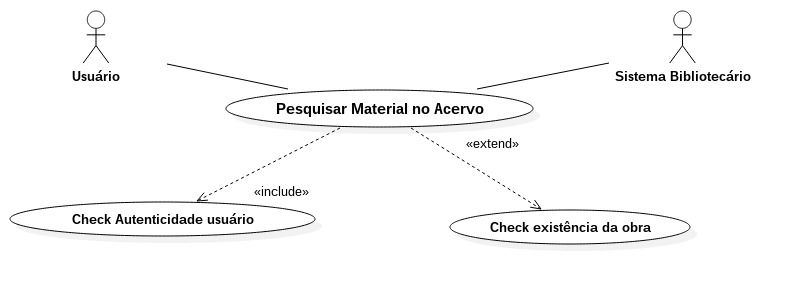 Usuário
Sistema Bibliotecário
Pesquisar Material no Acervo
«extend»
«include»
Check Autenticidade usuário
Check existência da obra